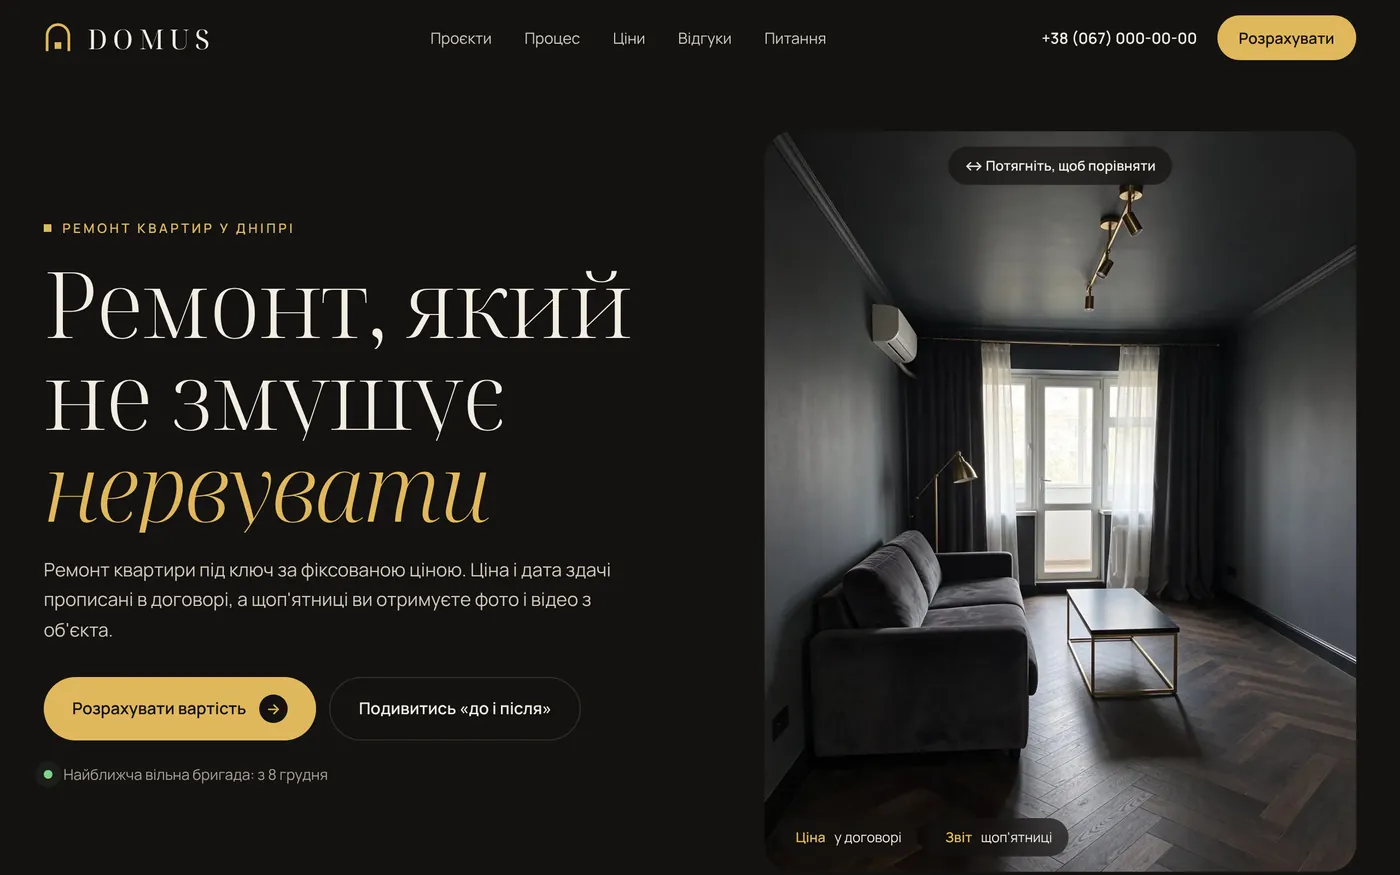 DOMUS
Проєкти
Процес
Ціни
Відгуки
Питання
+38 (067) 000-00-00
Розрахувати
РЕМОНТ КВАРТИР У ДНІПРІ
Ремонт, який
не змушує
нервувати
Ремонт квартири під ключ за фіксованою ціною. Ціна і дата здачі
прописані в договорі, а щоп'ятниці ви отримуєте фото і відео з
об'єкта.
Розрахувати вартість →
Подивитись «до і після»
Найближча вільна бригада: з 8 грудня
↔ Потягніть, щоб порівняти
Ціна у договорі
Звіт щоп'ятниці